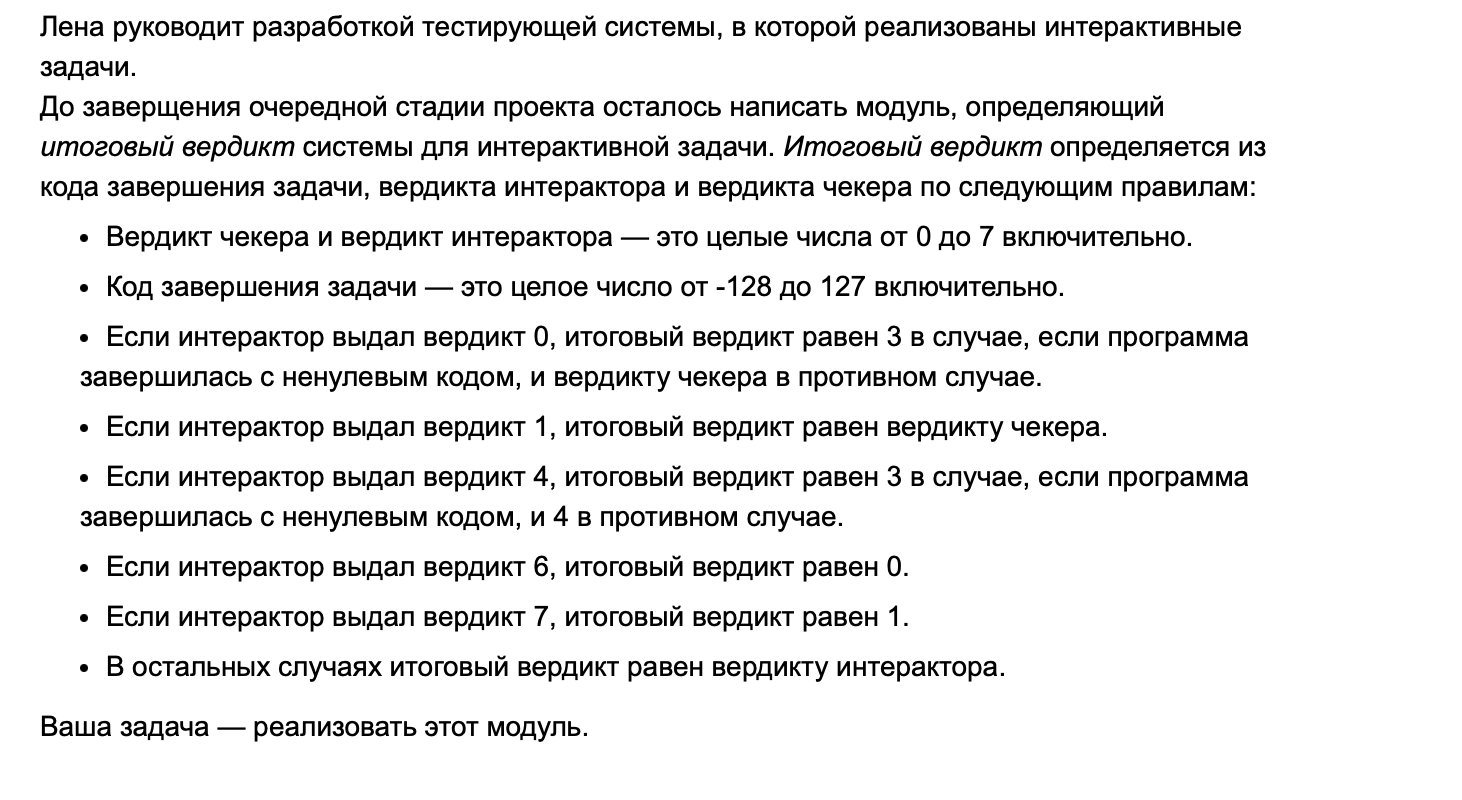 Лена руководит разработкой тестирующей системы, в которой реализованы интерактивные
задачи.
До заверщения очередной стадии проекта осталось написать модуль, определяющий
итоговый вердикт системы для интерактивной задачи. Итоговый вердикт определяется из
кода завершения задачи, вердикта интерактора и вердикта чекера по следующим правилам:
• Вердикт чекера и вердикт интерактора — это целые числа от 0 до 7 включительно.
• Код завершения задачи — это целое число от -128 до 127 включительно.
• Если интерактор выдал вердикт 0, итоговый вердикт равен 3 в случае, если программа
завершилась с ненулевым кодом, и вердикту чекера в противном случае.
• Если интерактор выдал вердикт 1, итоговый вердикт равен вердикту чекера.
• Если интерактор выдал вердикт 4, итоговый вердикт равен 3 в случае, если программа
завершилась с ненулевым кодом, и 4 в противном случае.
• Если интерактор выдал вердикт 6, итоговый вердикт равен 0.
• Если интерактор выдал вердикт 7, итоговый вердикт равен 1.
• В остальных случаях итоговый вердикт равен вердикту интерактора.
Ваша задача — реализовать этот модуль.